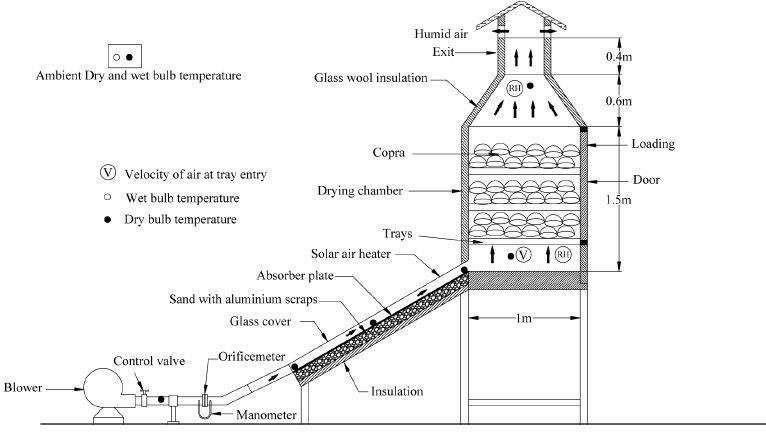 Humid air
Exit
0.4m
Ambient Dry and wet bulb temperature
Glass wool insulation
RH
0.6m
Copra
Loading
V Velocity of air at tray entry
Door
Drying chamber
Wet bulb temperature
1.5m
Dry bulb temperature
Trays
Solar air heater
V
RH
Absorber plate
Sand with aluminium scraps
Glass cover
1m
Control valve
Orificemeter
Blower
Insulation
Manometer